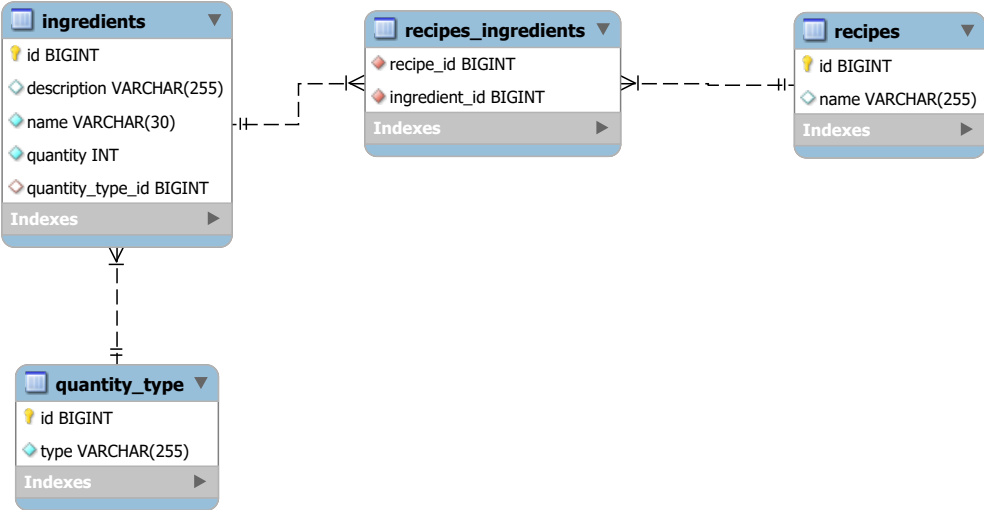 ingredients
id BIGINT
description VARCHAR(255)
name VARCHAR(30)
quantity INT
quantity_type_id BIGINT
Indexes
recipes_ingredients
recipe_id BIGINT
ingredient_id BIGINT
Indexes
recipes
id BIGINT
name VARCHAR(255)
Indexes
quantity_type
id BIGINT
type VARCHAR(255)
Indexes